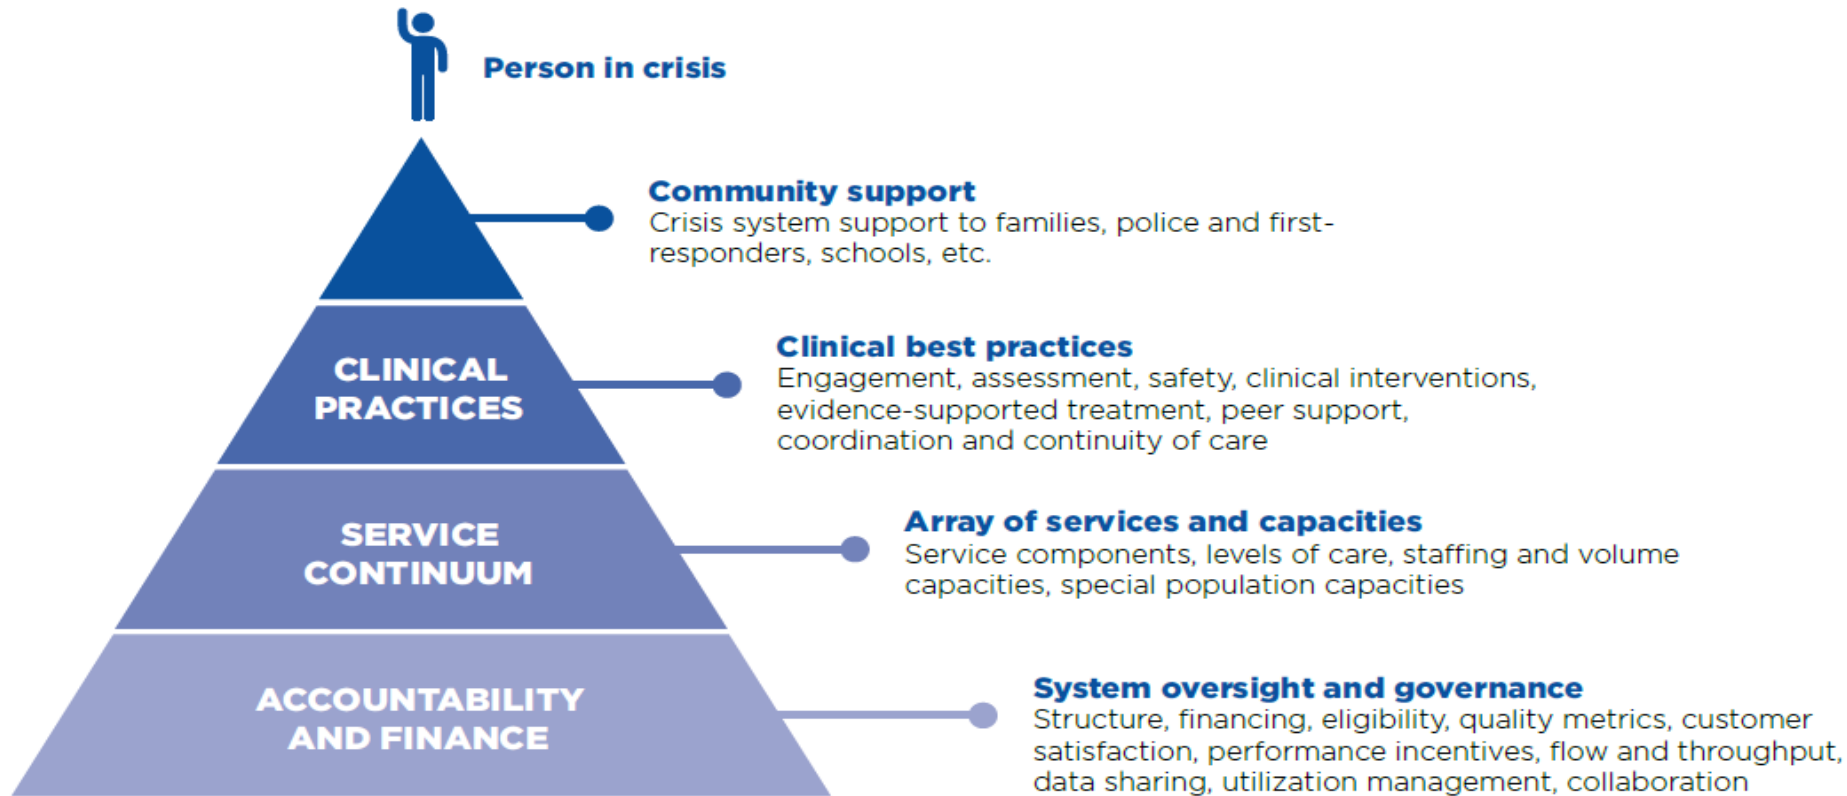 Person in crisis
Community support
Crisis system support to families, police and first-
responders, schools, etc.
CLINICAL
PRACTICES
Clinical best practices
Engagement, assessment, safety, clinical interventions,
evidence-supported treatment, peer support,
coordination and continuity of care
SERVICE
CONTINUUM
Array of services and capacities
Service components, levels of care, staffing and volume
capacities, special population capacities
ACCOUNTABILITY
AND FINANCE
System oversight and governance
Structure, financing, eligibility, quality metrics, customer
satisfaction, performance incentives, flow and throughput,
data sharing, utilization management, collaboration